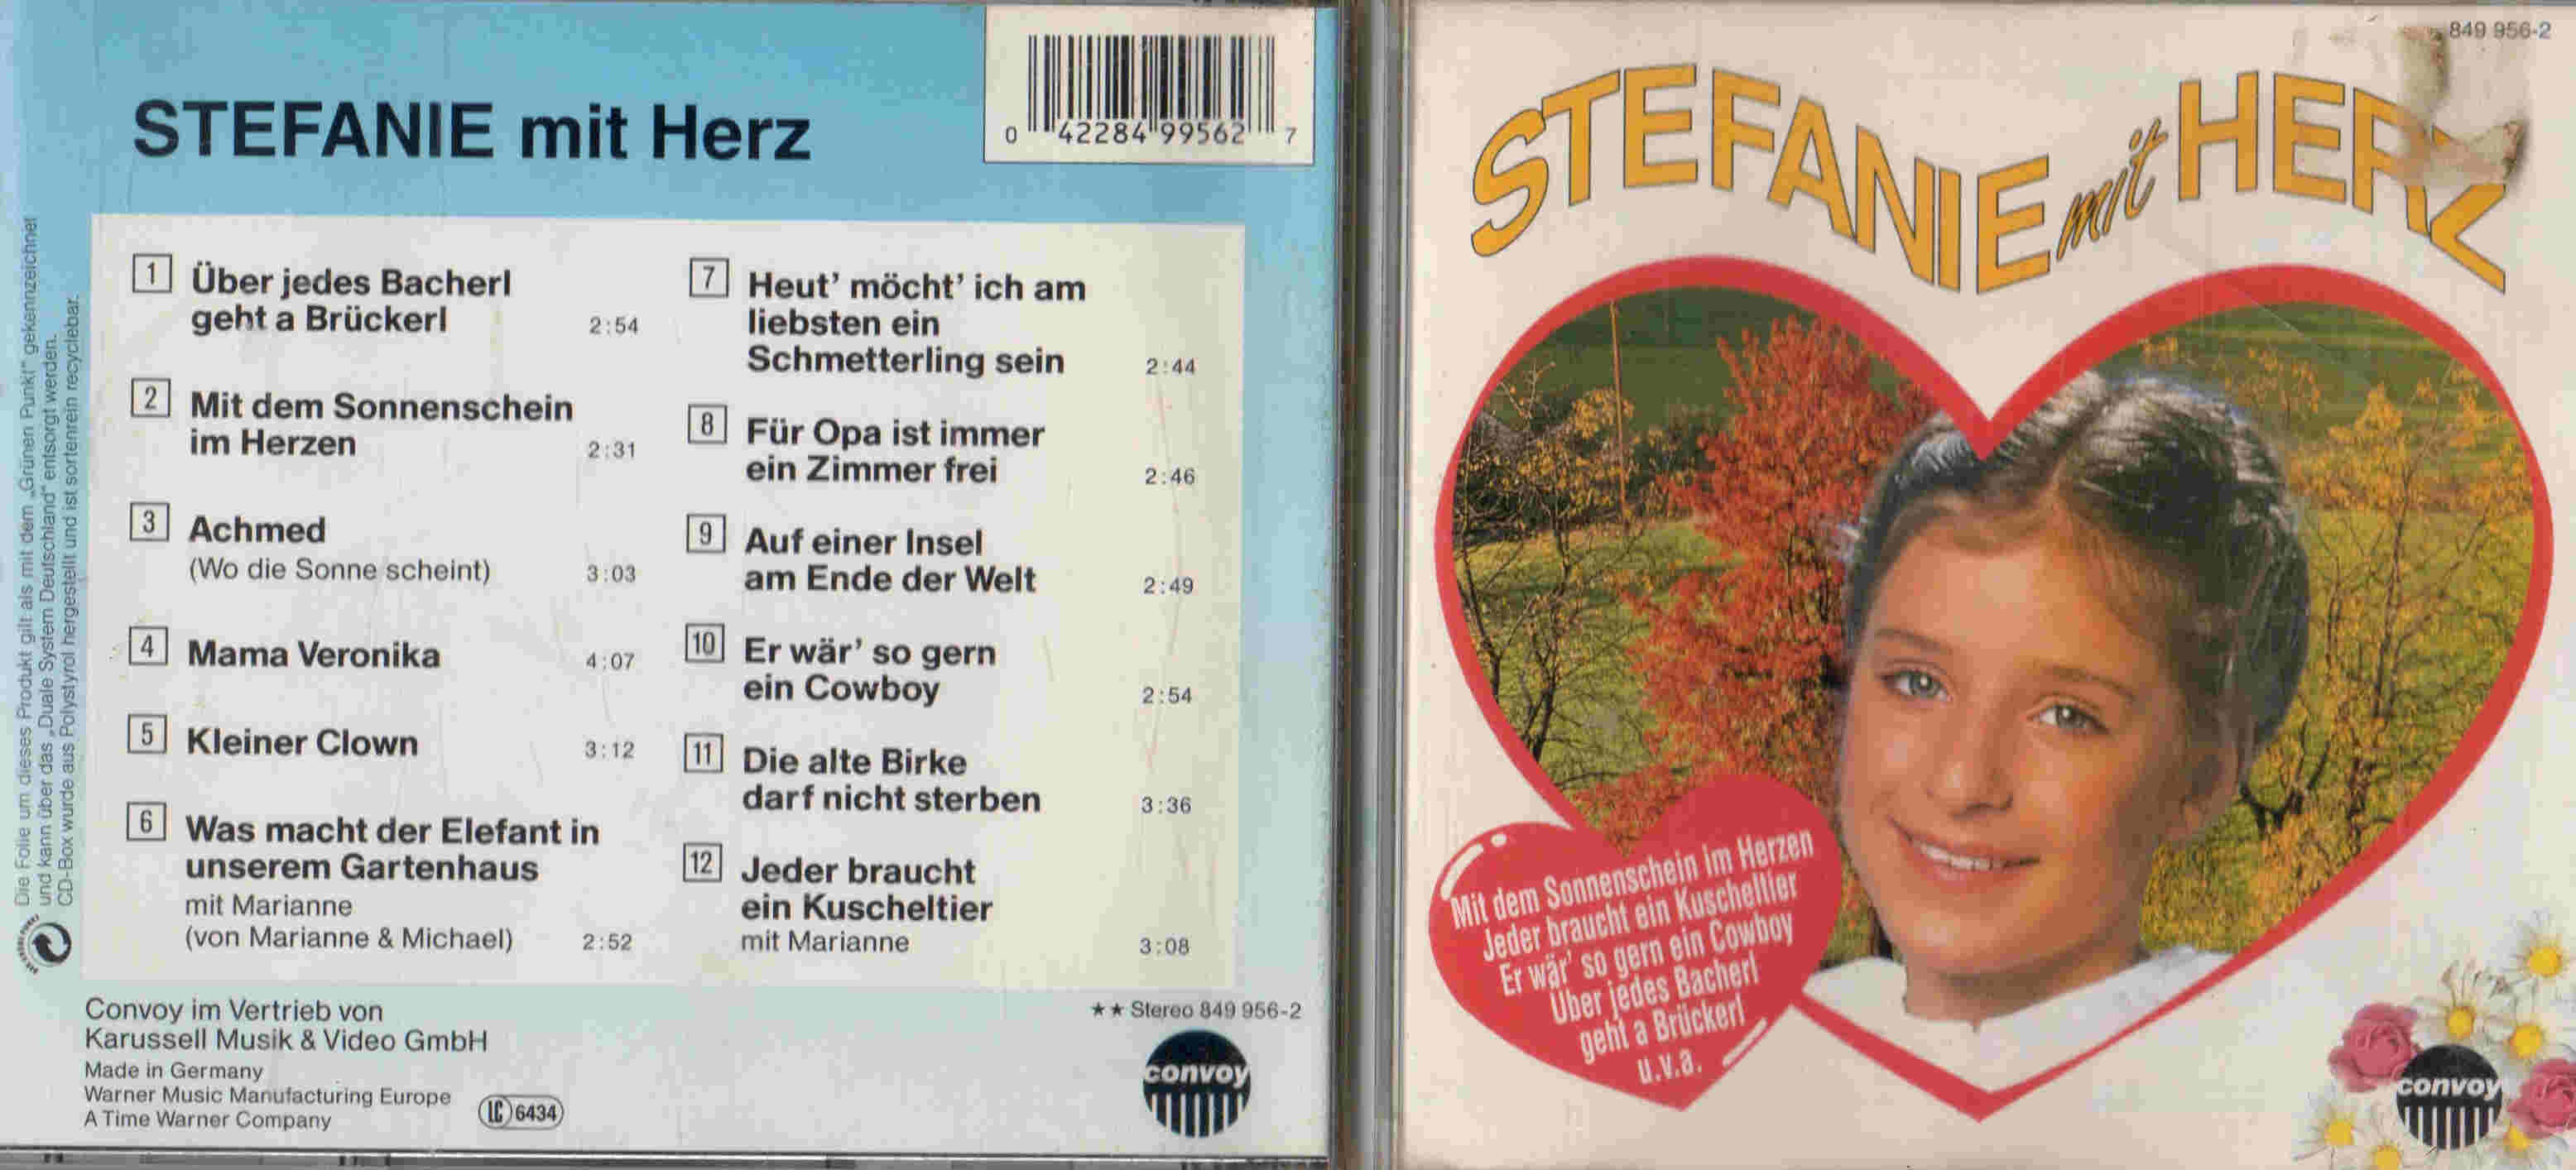 STEFANIE mit Herz
0 42284 99562 7
1 Über jedes Bacherl
geht a Brückerl 2:54
2 Mit dem Sonnenschein
im Herzen 2:31
3 Achmed
(Wo die Sonne scheint) 3:03
4 Mama Veronika 4:07
5 Kleiner Clown 3:12
6 Was macht der Elefant in
unserem Gartenhaus
mit Marianne
(von Marianne & Michael) 2:52
7 Heut' möcht' ich am
liebsten ein
Schmetterling sein 2:44
8 Für Opa ist immer
ein Zimmer frei 2:46
9 Auf einer Insel
am Ende der Welt 2:49
10 Er wär' so gern
ein Cowboy 2:54
11 Die alte Birke
darf nicht sterben 3:36
12 Jeder braucht
ein Kuscheltier
mit Marianne 3:08
Convoy im Vertrieb von
Karussell Musik & Video GmbH
Made in Germany
Warner Music Manufacturing Europe
A Time Warner Company
LC 6434
★★ Stereo 849 956-2
convoy
Die Folie um dieses Produkt gilt als mit dem „Grünen Punkt" gekennzeichnet
und kann über das „Duale System Deutschland" entsorgt werden.
CD-Box wurde aus Polystyrol hergestellt und ist sortenrein recyclebar.
849 956-2
STEFANIE mit HERZ
Mit dem Sonnenschein im Herzen
Jeder braucht ein Kuscheltier
Er wär' so gern ein Cowboy
Über jedes Bacherl
geht a Brückerl
u.v.a.
convoy